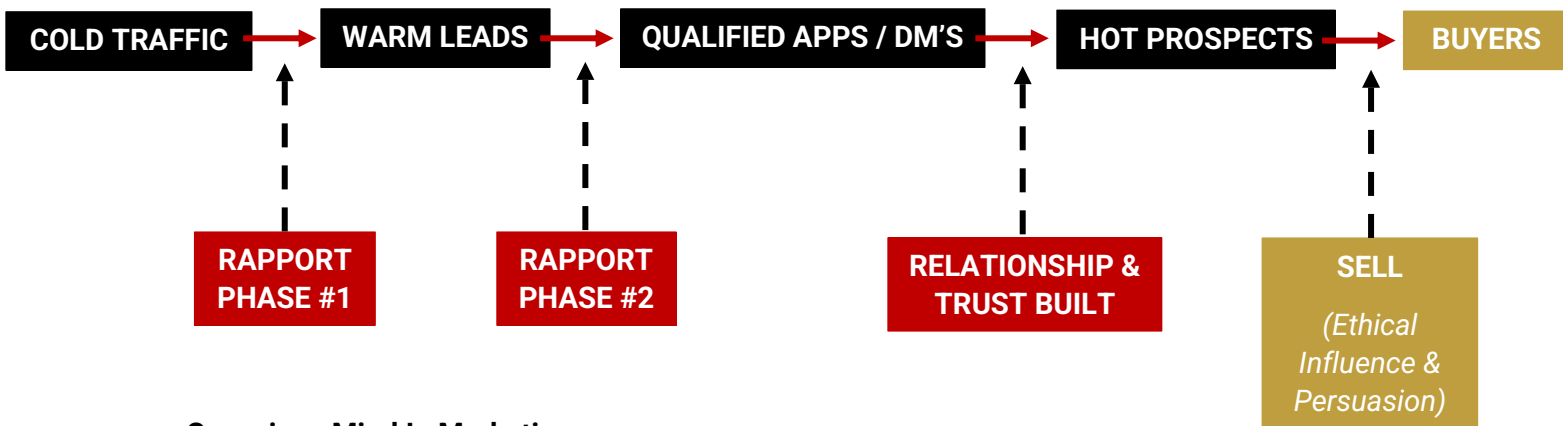 COLD TRAFFIC
WARM LEADS
QUALIFIED APPS / DM’S
HOT PROSPECTS
BUYERS
RAPPORT
PHASE #1
RAPPORT
PHASE #2
RELATIONSHIP &
TRUST BUILT
SELL
(Ethical
Influence &
Persuasion)